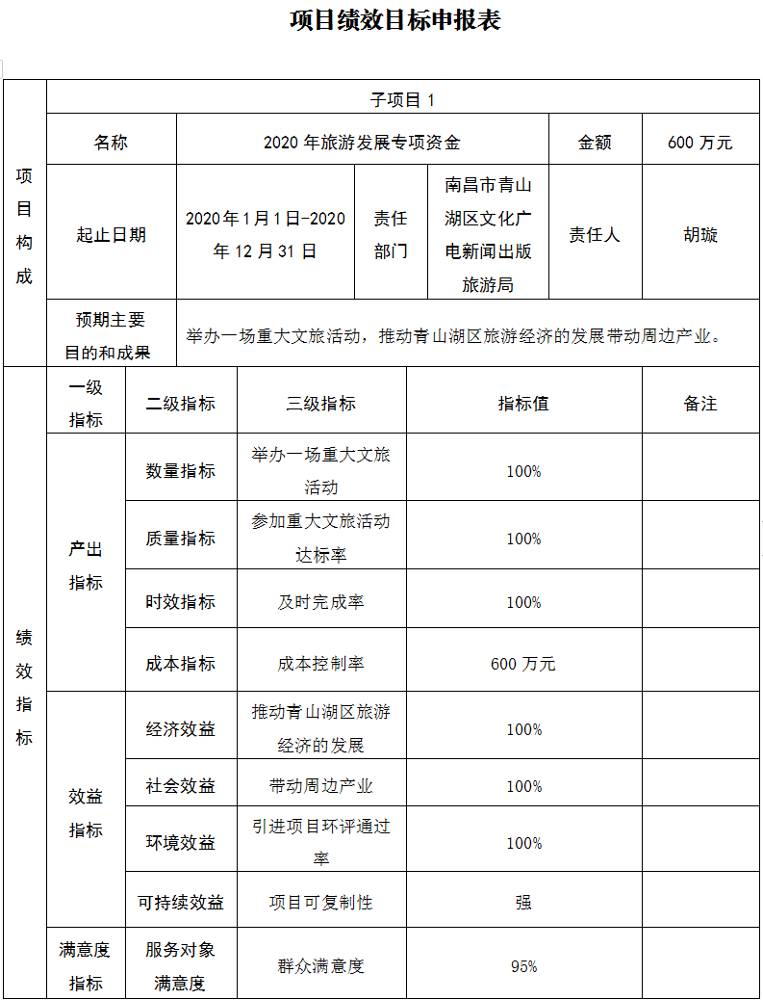 项目绩效目标申报表
项目构成
子项目 1
名称
2020 年旅游发展专项资金
金额
600 万元
起止日期
2020 年 1 月 1 日-2020
年 12 月 31 日
责任
部门
南昌市青山
湖区文化广
电新闻出版
旅游局
责任人
胡璇
预期主要
目的和成果
举办一场重大文旅活动，推动青山湖区旅游经济的发展带动周边产业。
绩效指标
一级
指标
二级指标
三级指标
指标值
备注
产出
指标
数量指标
举办一场重大文旅
活动
100%
质量指标
参加重大文旅活动
达标率
100%
时效指标
及时完成率
100%
成本指标
成本控制率
600 万元
效益
指标
经济效益
推动青山湖区旅游
经济的发展
100%
社会效益
带动周边产业
100%
环境效益
引进项目环评通过
率
100%
可持续效益
项目可复制性
强
满意度
指标
服务对象
满意度
群众满意度
95%